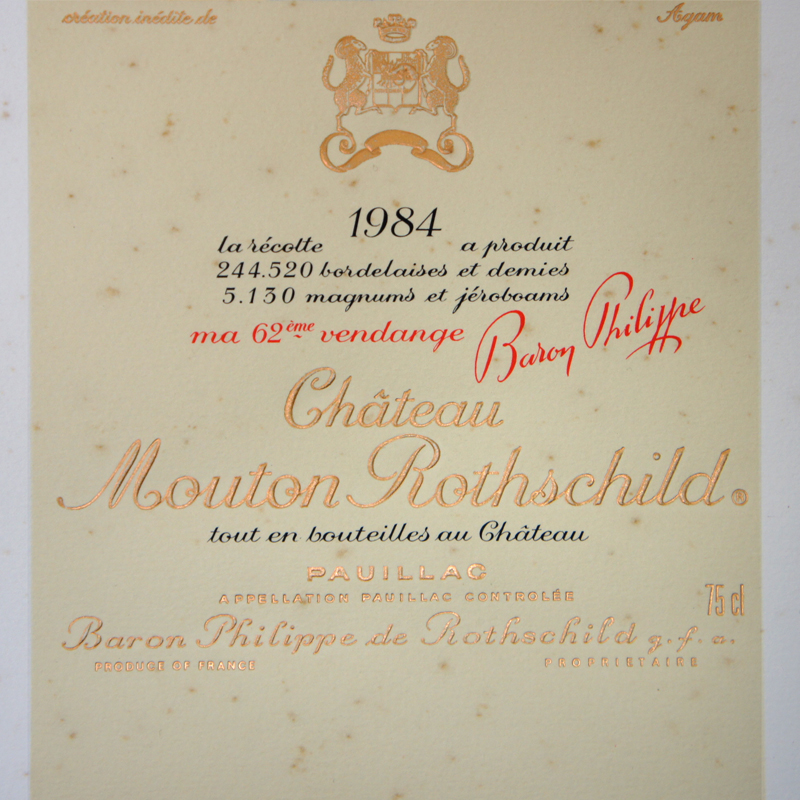 création inédite de Agam
1984
la récolte a produit
244.520 bordelaises et demies
5.130 magnums et jéroboams
ma 62ème vendange Baron Philippe
Château
Mouton Rothschild®
tout en bouteilles au Château
PAUILLAC
APPELLATION PAUILLAC CONTROLÉE
75 cl
Baron Philippe de Rothschild g.f.a.
PRODUCE OF FRANCE PROPRIETAIRE